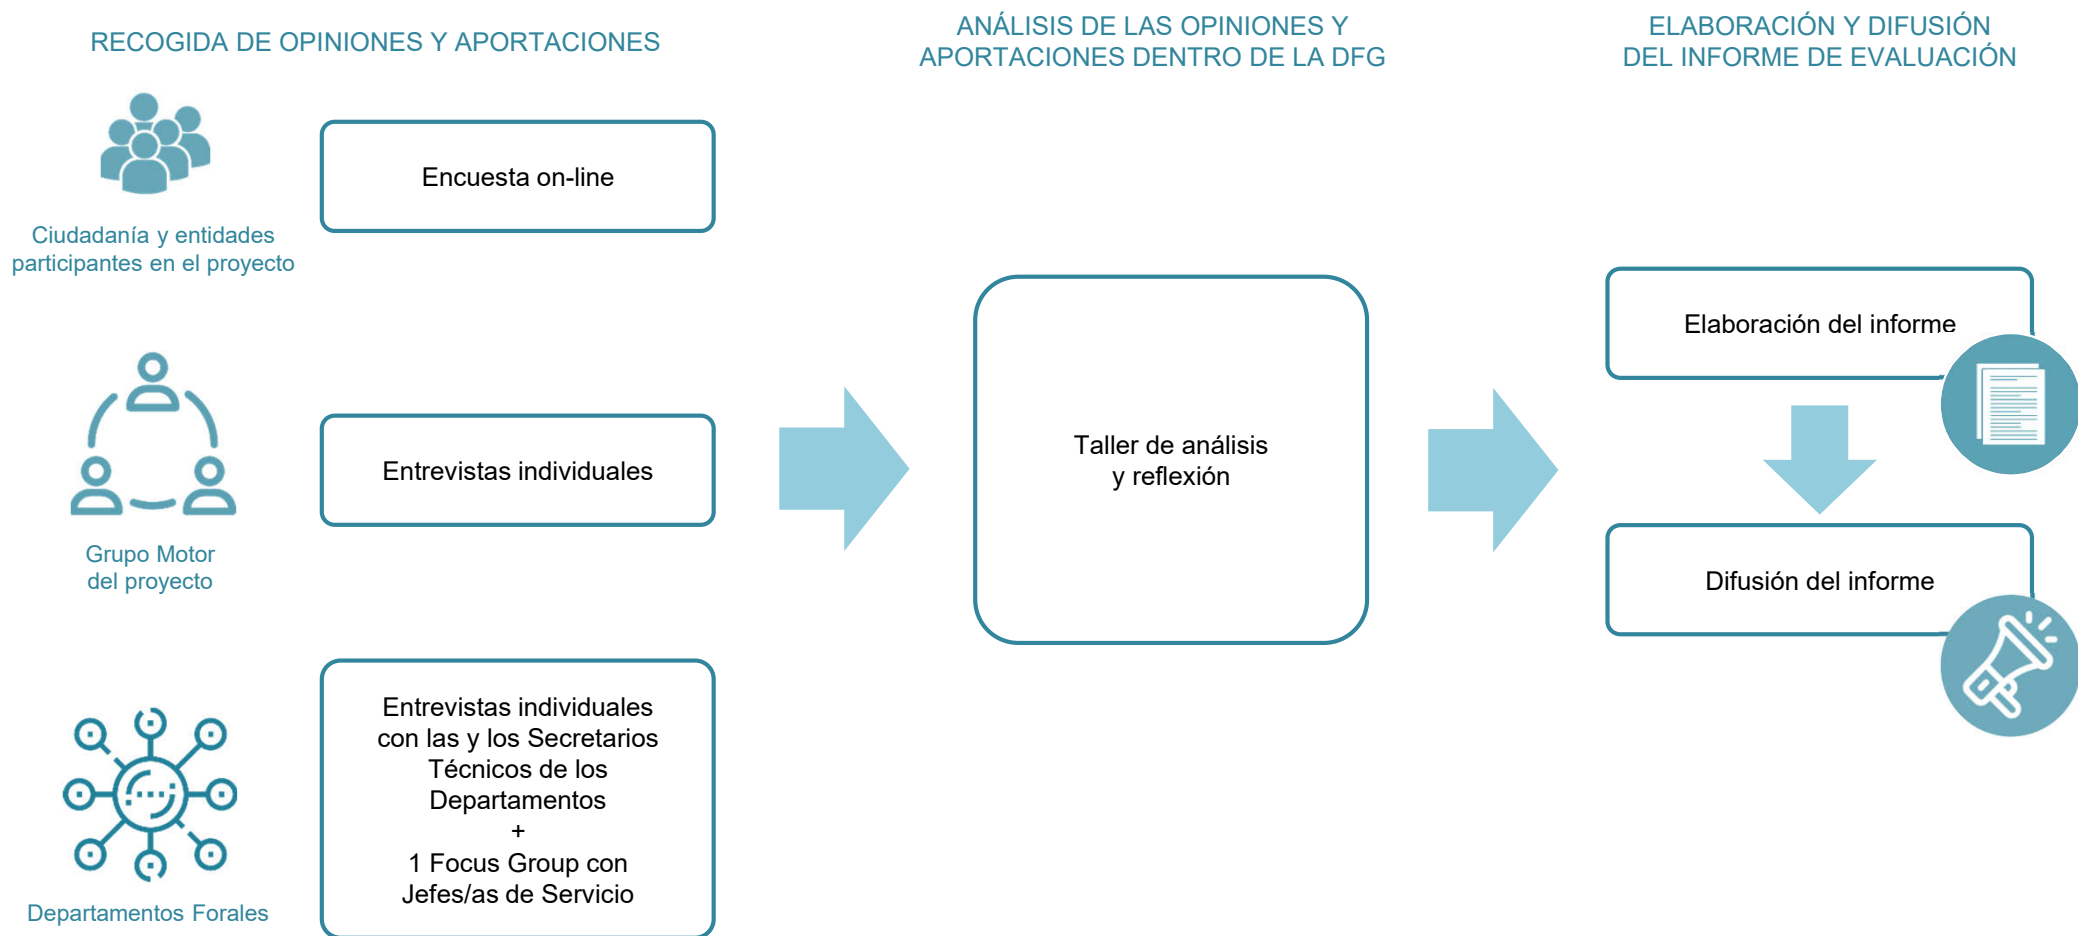 RECOGIDA DE OPINIONES Y APORTACIONES
Ciudadanía y entidades
participantes en el proyecto
Encuesta on-line
Grupo Motor
del proyecto
Entrevistas individuales
Departamentos Forales
Entrevistas individuales
con las y los Secretarios
Técnicos de los
Departamentos
+
1 Focus Group con
Jefes/as de Servicio
ANÁLISIS DE LAS OPINIONES Y
APORTACIONES DENTRO DE LA DFG
Taller de análisis
y reflexión
ELABORACIÓN Y DIFUSIÓN
DEL INFORME DE EVALUACIÓN
Elaboración del informe
Difusión del informe